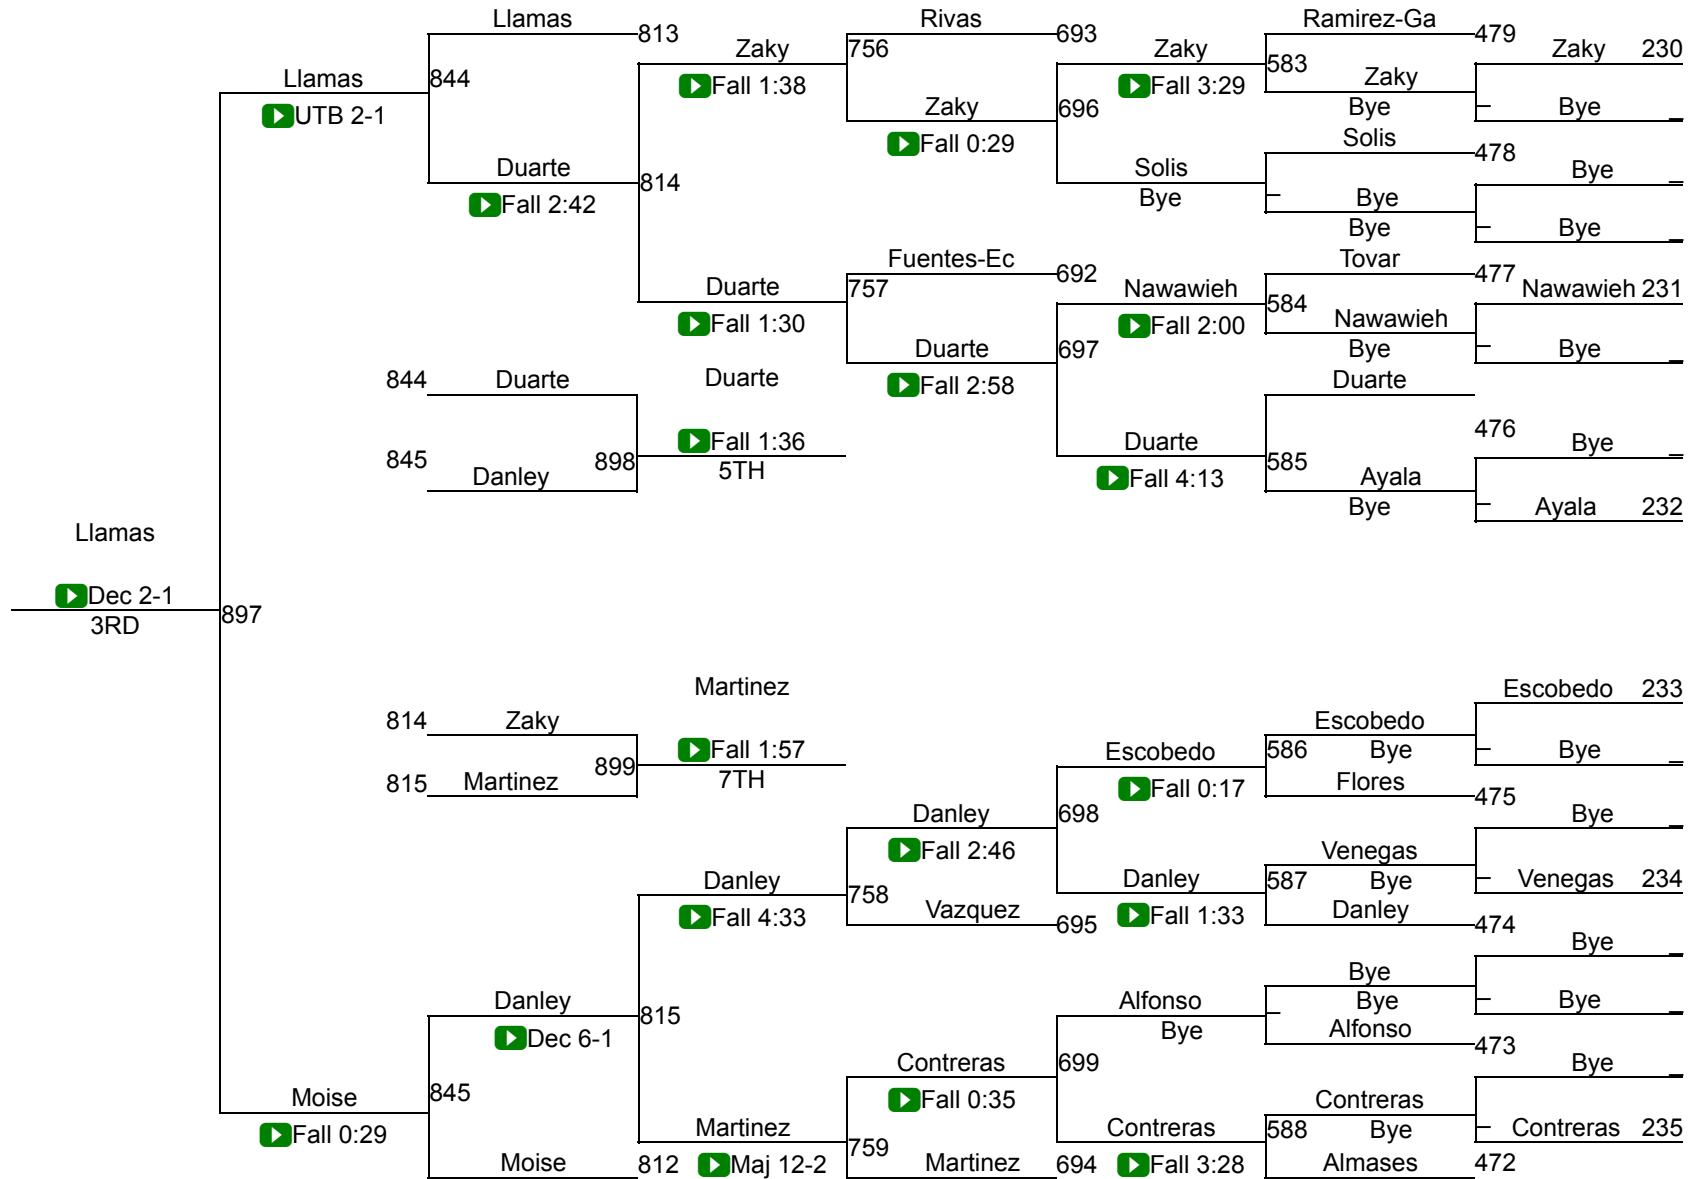 Llamas
Rivas
Ramirez-Ga
813
693
479
Zaky
756
Zaky
583
Zaky 230
Llamas
844
Fall 1:38
Fall 3:29
Zaky
UTB 2-1
Zaky
696
Bye
_ Bye _
Fall 0:29
Solis
478
Duarte
814
Solis
Bye _
Fall 2:42
Bye
_ Bye
Bye
_ Bye _
Fuentes-Ec
692
Tovar
477
Duarte
757
Nawawieh
584
Nawawieh 231
Fall 1:30
Fall 2:00
Nawawieh
Duarte
697
Bye
_ Bye _
844 Duarte
Duarte
Fall 2:58
Duarte
476
Fall 1:36
Duarte
Bye _
845
898
5TH
585
Danley
Fall 4:13
Ayala
Bye
_ Ayala 232
Llamas
Dec 2-1
3RD
897
Martinez
Escobedo 233
814 Zaky
Escobedo
Fall 1:57
Escobedo
586 Bye
_ Bye _
899
7TH
815 Martinez
Fall 0:17
Flores
475
Danley
698
Bye _
Fall 2:46
Venegas
Danley
758
Danley
587 Bye
_ Venegas 234
Fall 4:33
Vazquez
695
Fall 1:33
Danley
474
Bye _
Bye
Danley
815
Alfonso
_ Bye
_ Bye _
Dec 6-1
Bye
Alfonso
473
Contreras
699
Bye _
Moise
845
Fall 0:35
Contreras
Fall 0:29
Martinez
759
Contreras
588 Bye
_ Contreras 235
Moise
812
Maj 12-2
Martinez
694
Fall 3:28
Almases
472